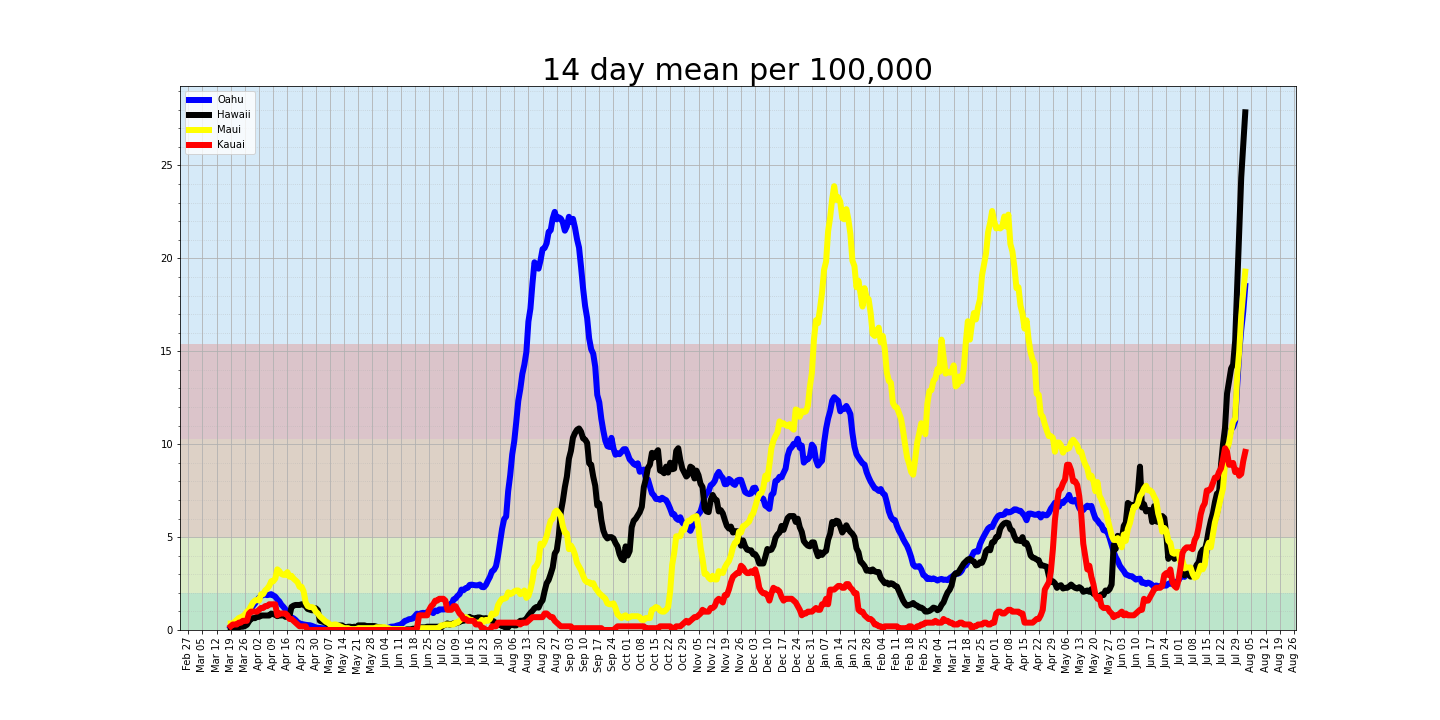 14 day mean per 100,000
Oahu
Hawaii
Maui
Kauai
25
20
15
10
5
0
Feb 27
Mar 05
Mar 12
Mar 19
Mar 26
Apr 02
Apr 09
Apr 16
Apr 23
Apr 30
May 07
May 14
May 21
May 28
Jun 04
Jun 11
Jun 18
Jun 25
Jul 02
Jul 09
Jul 16
Jul 23
Jul 30
Aug 06
Aug 13
Aug 20
Aug 27
Sep 03
Sep 10
Sep 17
Sep 24
Oct 01
Oct 08
Oct 15
Oct 22
Oct 29
Nov 05
Nov 12
Nov 19
Nov 26
Dec 03
Dec 10
Dec 17
Dec 24
Dec 31
Jan 07
Jan 14
Jan 21
Jan 28
Feb 04
Feb 11
Feb 18
Feb 25
Mar 04
Mar 11
Mar 18
Mar 25
Apr 01
Apr 08
Apr 15
Apr 22
Apr 29
May 06
May 13
May 20
May 27
Jun 03
Jun 10
Jun 17
Jun 24
Jul 01
Jul 08
Jul 15
Jul 22
Jul 29
Aug 05
Aug 12
Aug 19
Aug 26